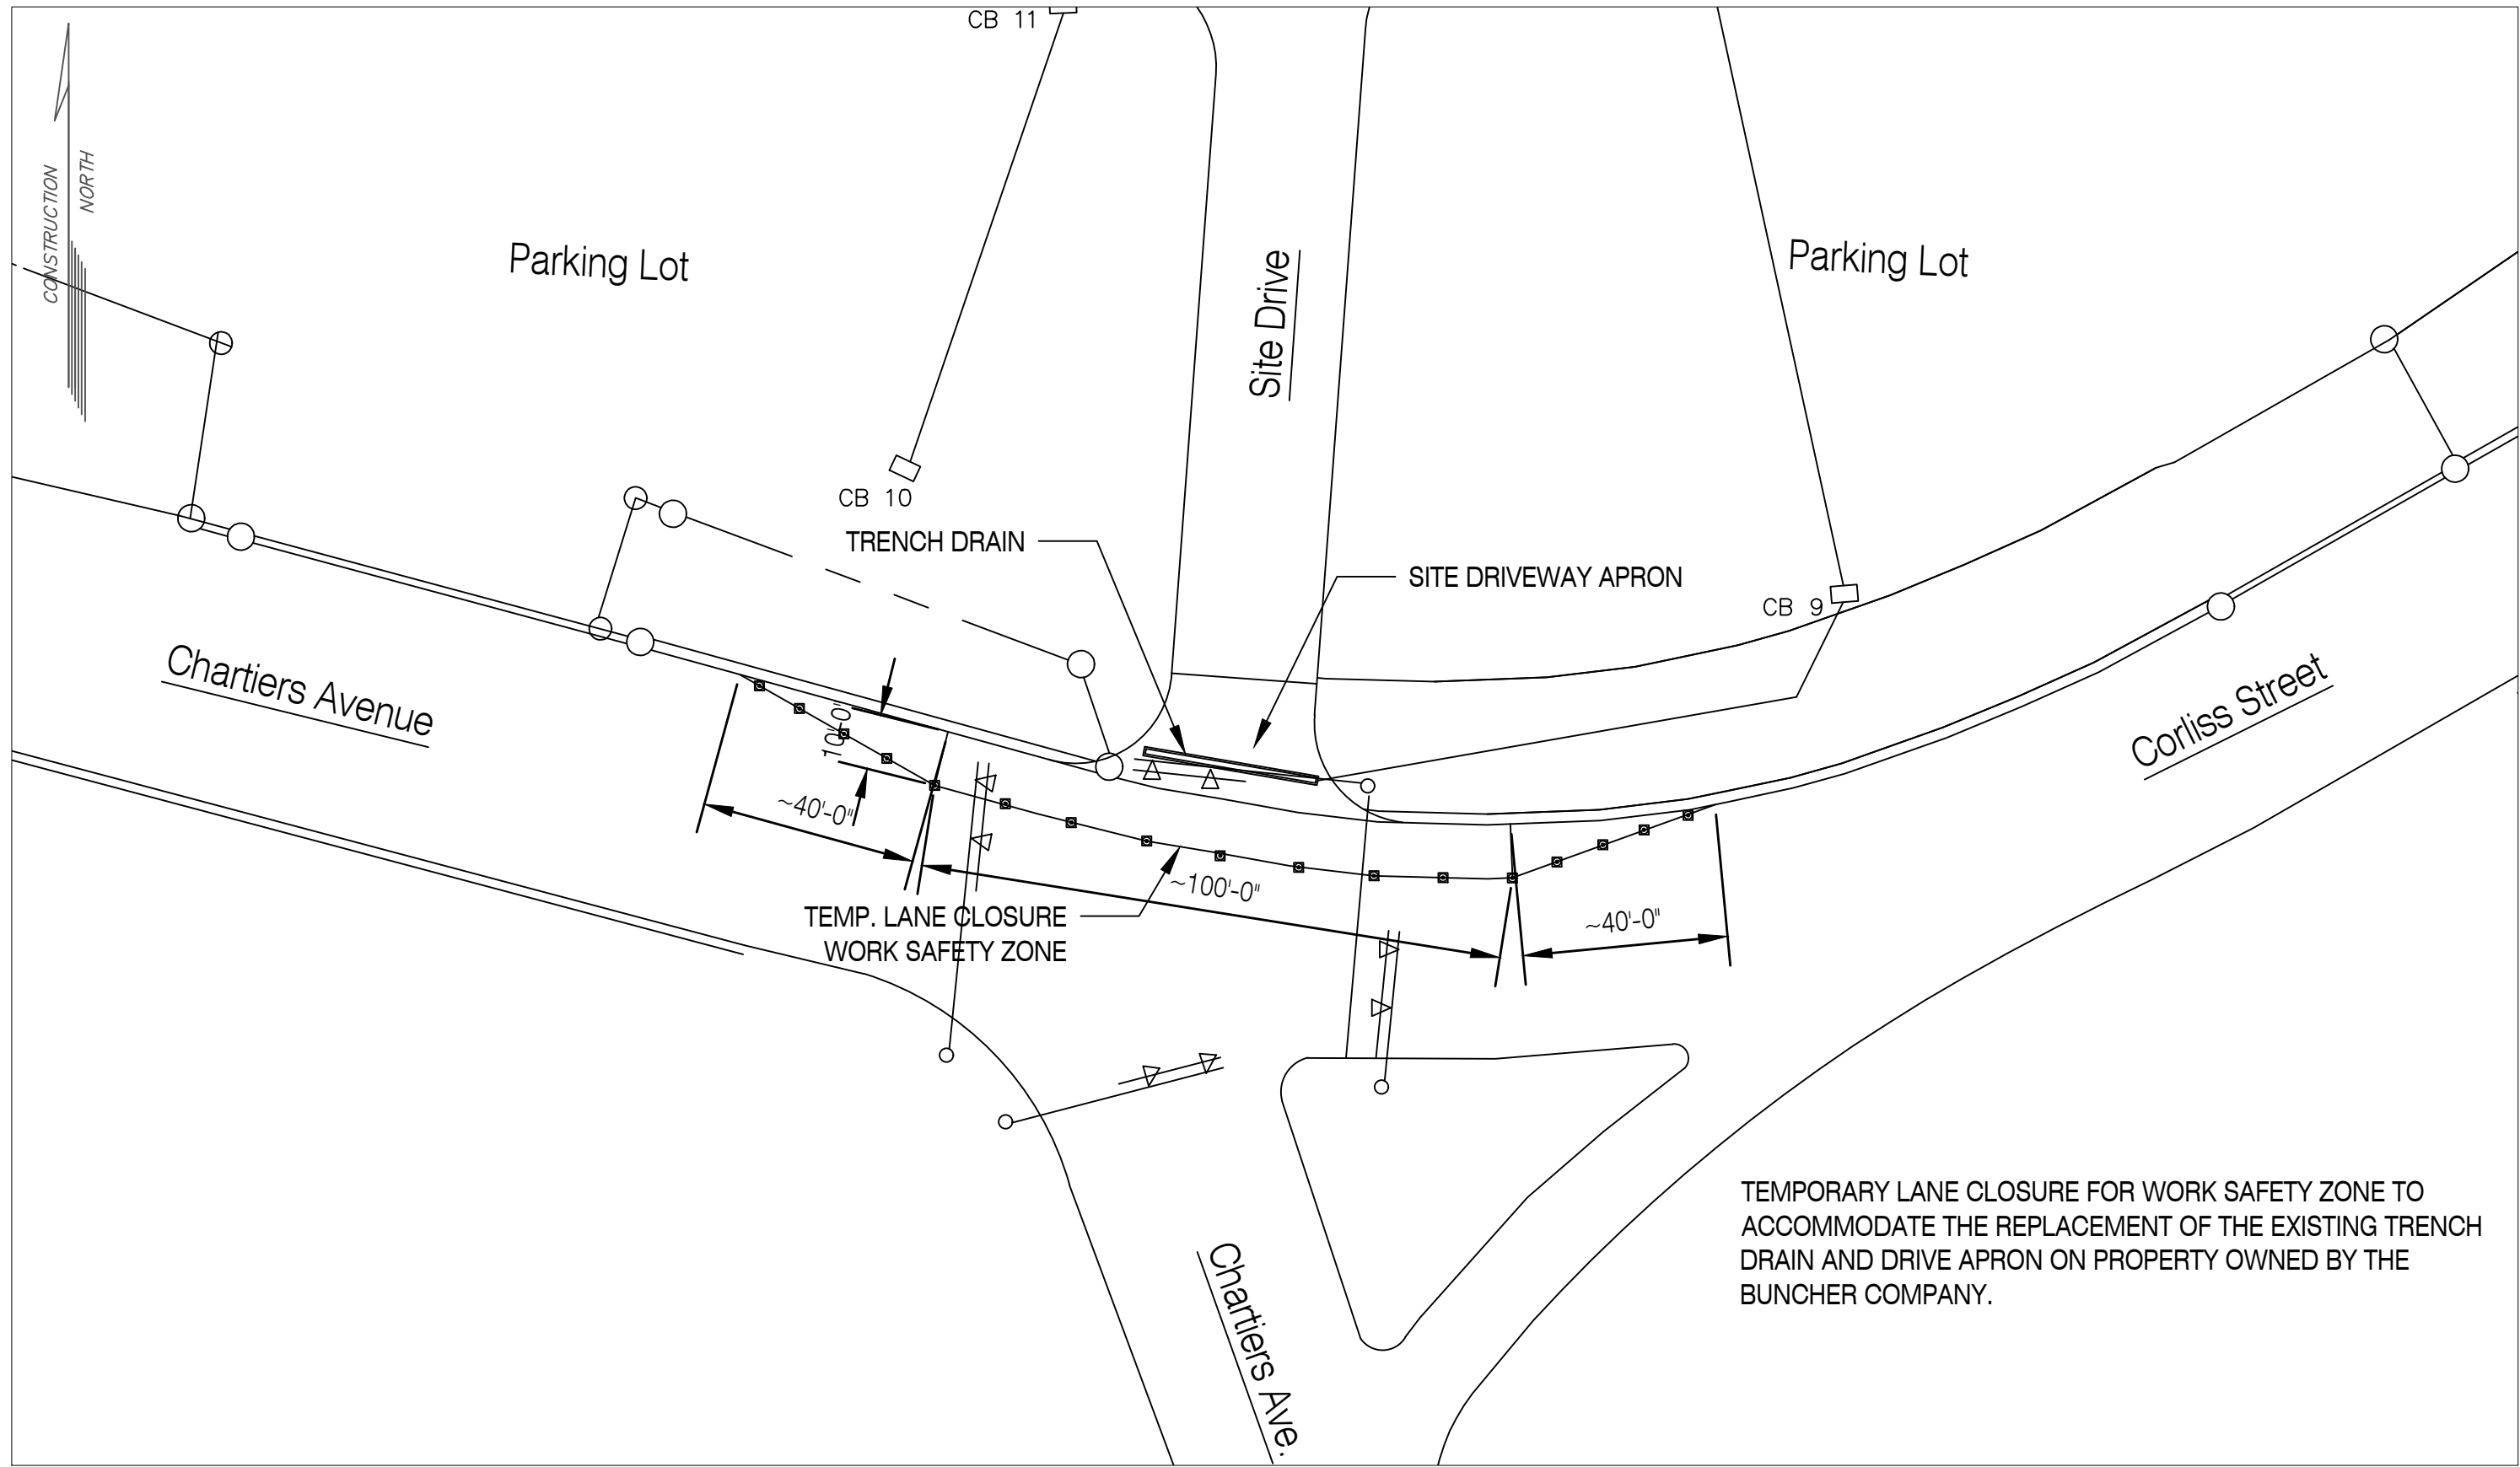 CB 11
CONSTRUCTION
NORTH
Parking Lot
Site Drive
Parking Lot
CB 10
TRENCH DRAIN
SITE DRIVEWAY APRON
CB 9
Chartiers Avenue
Corliss Street
10'-0"
~40'-0"
~100'-0"
~40'-0"
TEMP. LANE CLOSURE
WORK SAFETY ZONE
Chartiers Ave.
TEMPORARY LANE CLOSURE FOR WORK SAFETY ZONE TO
ACCOMMODATE THE REPLACEMENT OF THE EXISTING TRENCH
DRAIN AND DRIVE APRON ON PROPERTY OWNED BY THE
BUNCHER COMPANY.